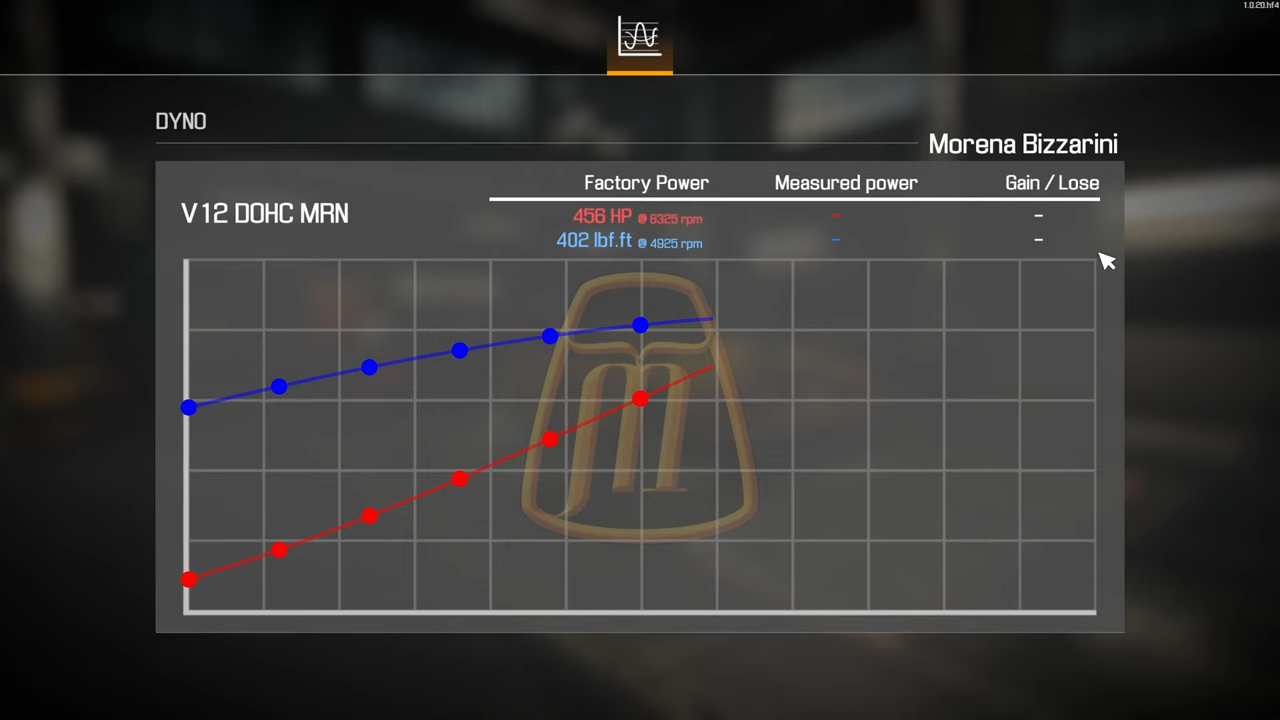 1.0.20.hf4
DYNO
Morena Bizzarini
Factory Power Measured power Gain / Lose
V12 DOHC MRN
456 HP @ 6325 rpm - -
402 lbf.ft @ 4925 rpm - -